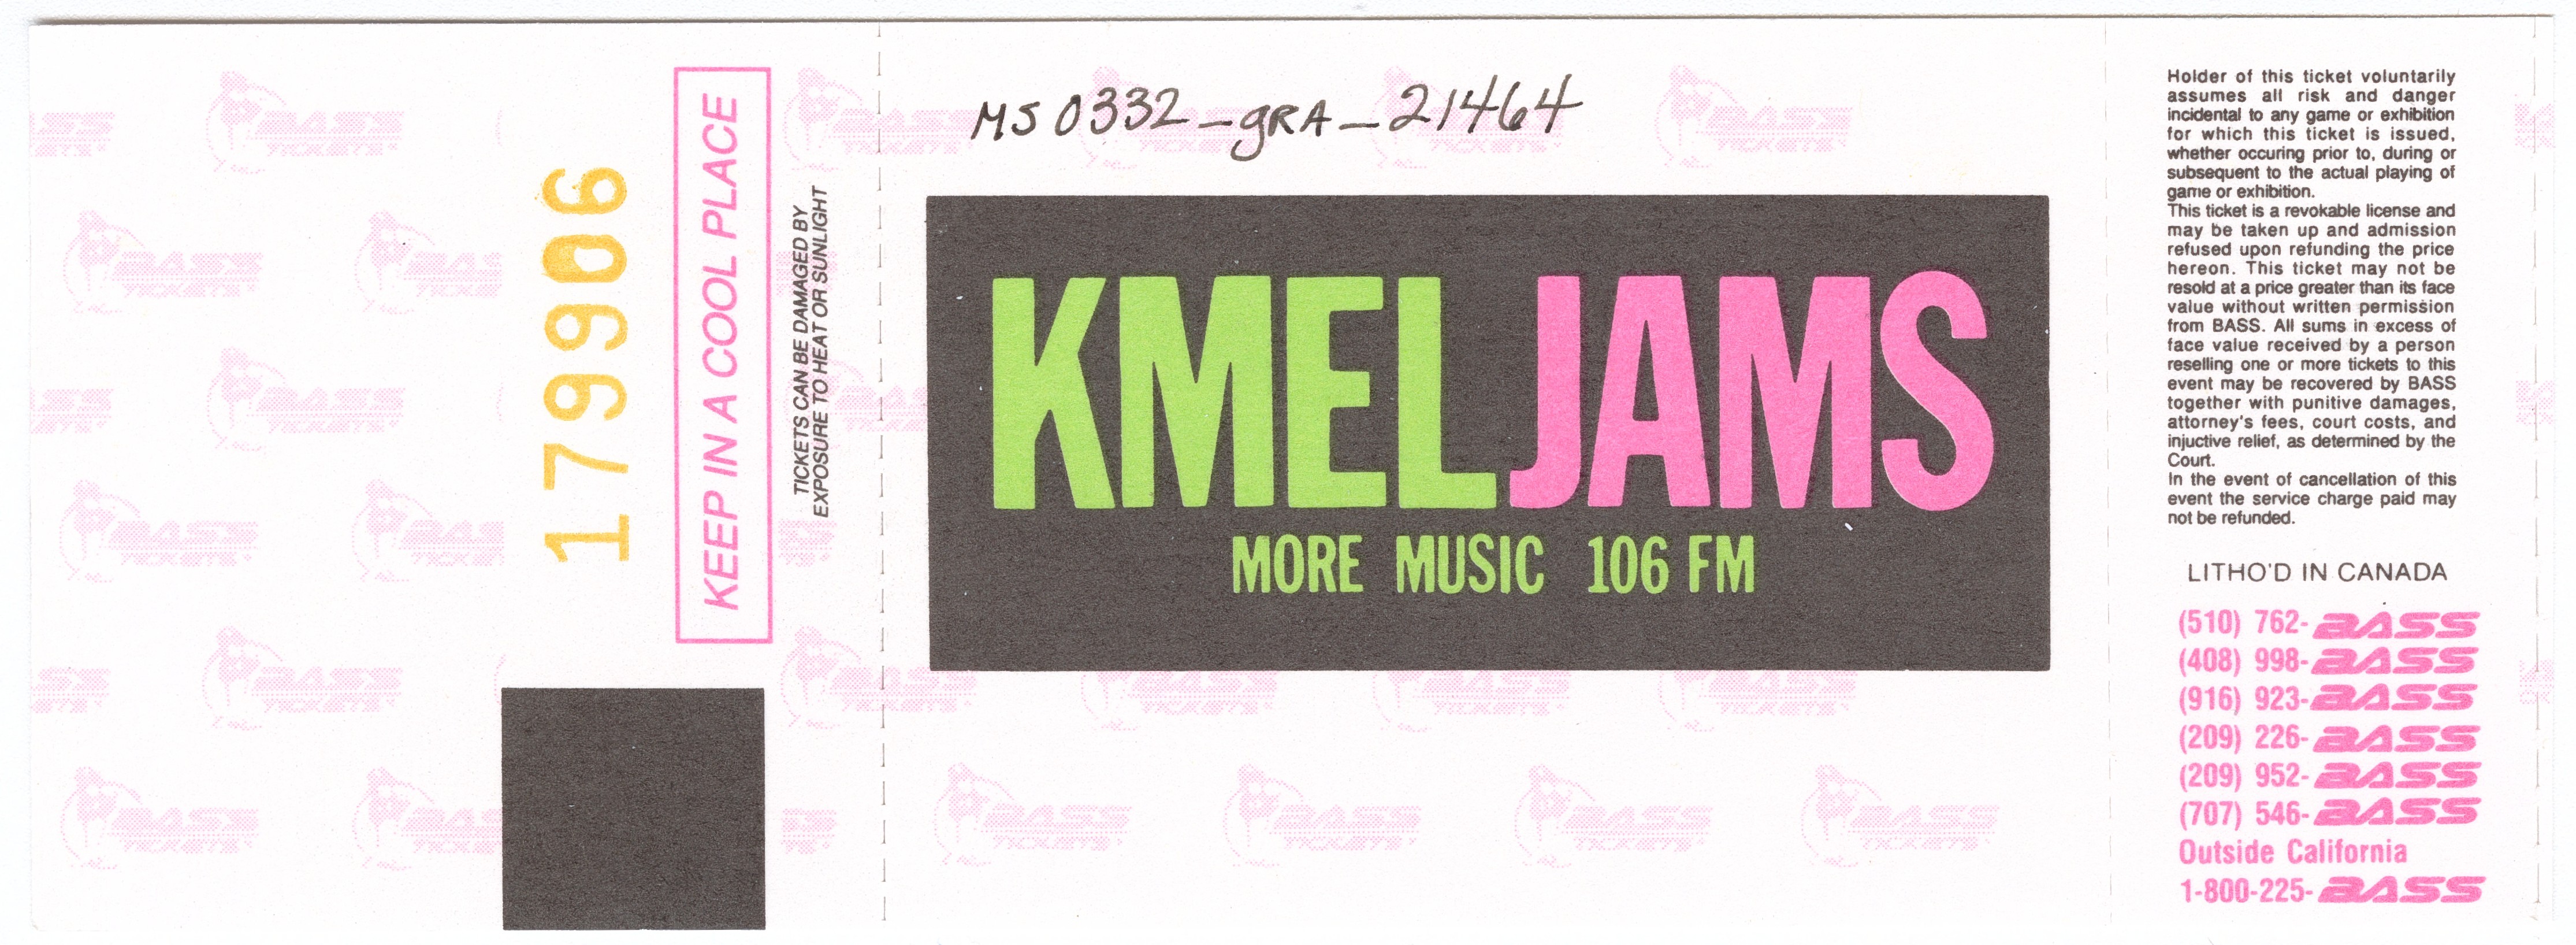 179906
KEEP IN A COOL PLACE
TICKETS CAN BE DAMAGED BY
EXPOSURE TO HEAT OR SUNLIGHT
MS 0332_gRA_21464
KMELJAMS
MORE MUSIC 106 FM
Holder of this ticket voluntarily
assumes all risk and danger
incidental to any game or exhibition
for which this ticket is issued,
whether occuring prior to, during or
subsequent to the actual playing of
game or exhibition.
This ticket is a revokable license and
may be taken up and admission
refused upon refunding the price
hereon. This ticket may not be
resold at a price greater than its face
value without written permission
from BASS. All sums in excess of
face value received by a person
reselling one or more tickets to this
event may be recovered by BASS
together with punitive damages,
attorney's fees, court costs, and
injuctive relief, as determined by the
Court.
In the event of cancellation of this
event the service charge paid may
not be refunded.
LITHO'D IN CANADA
(510) 762-BASS
(408) 998-BASS
(916) 923-BASS
(209) 226-BASS
(209) 952-BASS
(707) 546-BASS
Outside California
1-800-225-BASS
BASS
TICKETS